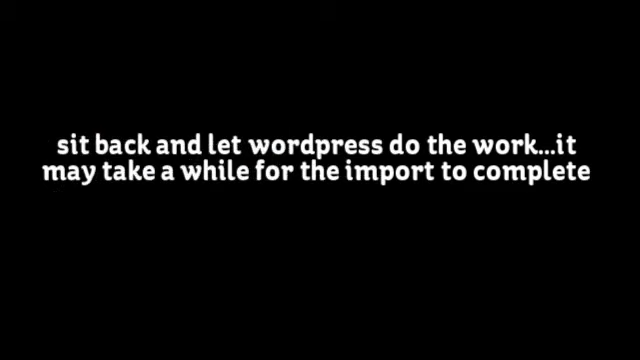 sit back and let wordpress do the work...it
may take a while for the import to complete